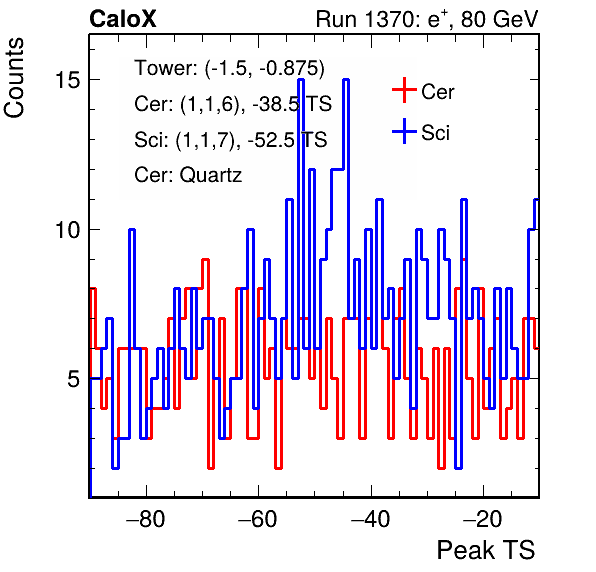 CaloX Run 1370: e⁺, 80 GeV
Counts
Tower: (-1.5, -0.875)
Cer: (1,1,6), -38.5 TS
Sci: (1,1,7), -52.5 TS
Cer: Quartz
Cer
Sci
15
10
5
−80 −60 −40 −20
Peak TS